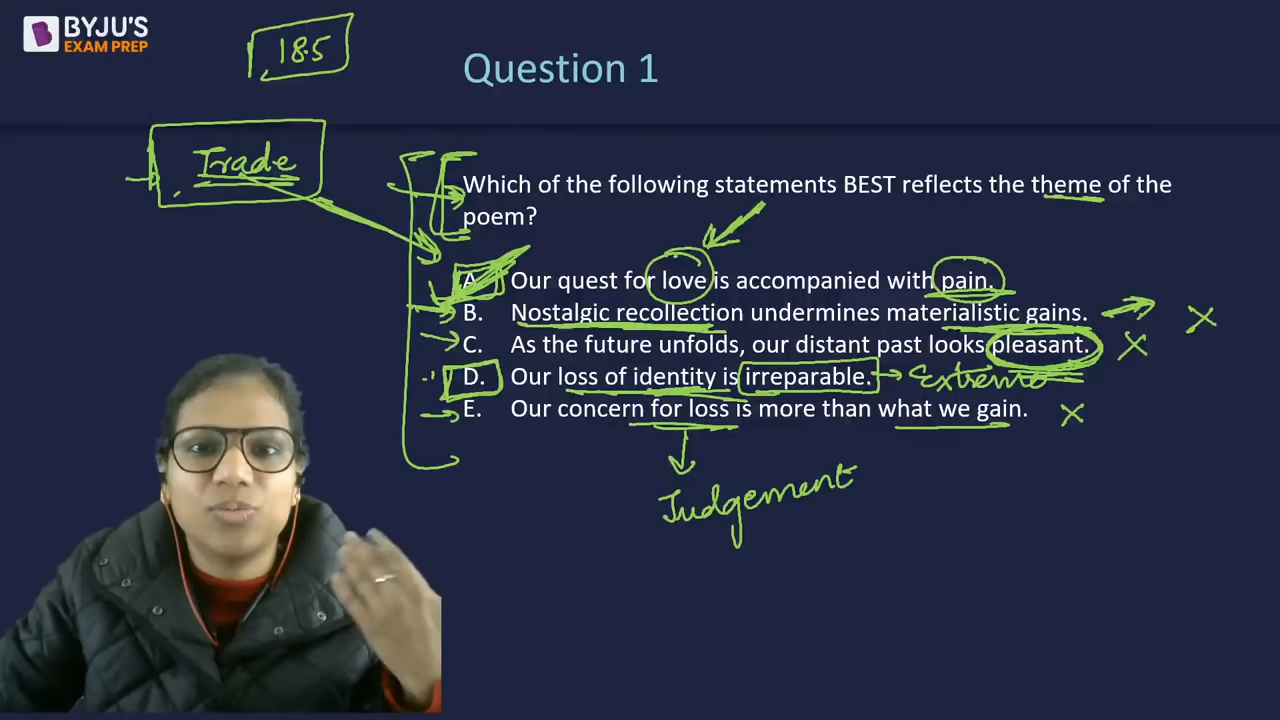 BYJU'S
EXAM PREP
18.5
Question 1
Trade
Which of the following statements BEST reflects the theme of the
poem?
A. Our quest for love is accompanied with pain.
B. Nostalgic recollection undermines materialistic gains.
C. As the future unfolds, our distant past looks pleasant.
D. Our loss of identity is irreparable. → Extreme
E. Our concern for loss is more than what we gain.
Judgement